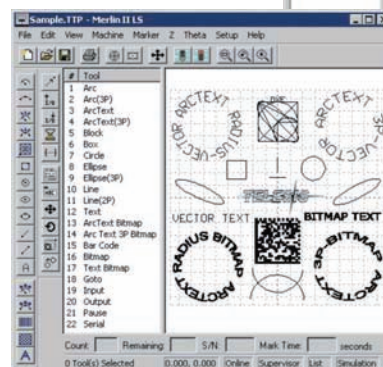 Sample.TTP - Merlin II LS
File Edit View Machine Marker Z Theta Setup Help
# Tool
1 Arc
2 Arc(3P)
3 ArcText
4 ArcText(3P)
5 Block
6 Box
7 Circle
8 Ellipse
9 Ellipse(3P)
10 Line
11 Line(2P)
12 Text
13 ArcText Bitmap
14 Arc Text 3P Bitmap
15 Bar Code
16 Bitmap
17 Text Bitmap
18 Goto
19 Input
20 Output
21 Pause
22 Serial
RADIUS-VECTOR ARCTEXT
3P-VECTOR ARCTEXT
TELESIS
VECTOR TEXT
BITMAP TEXT
RADIUS BITMAP ARCTEXT
3P-BITMAP ARCTEXT
Count: Remaining: S/N: Mark Time: seconds
0 Tool(s) Selected 0.000, 0.000 Online Supervisor List Simulation